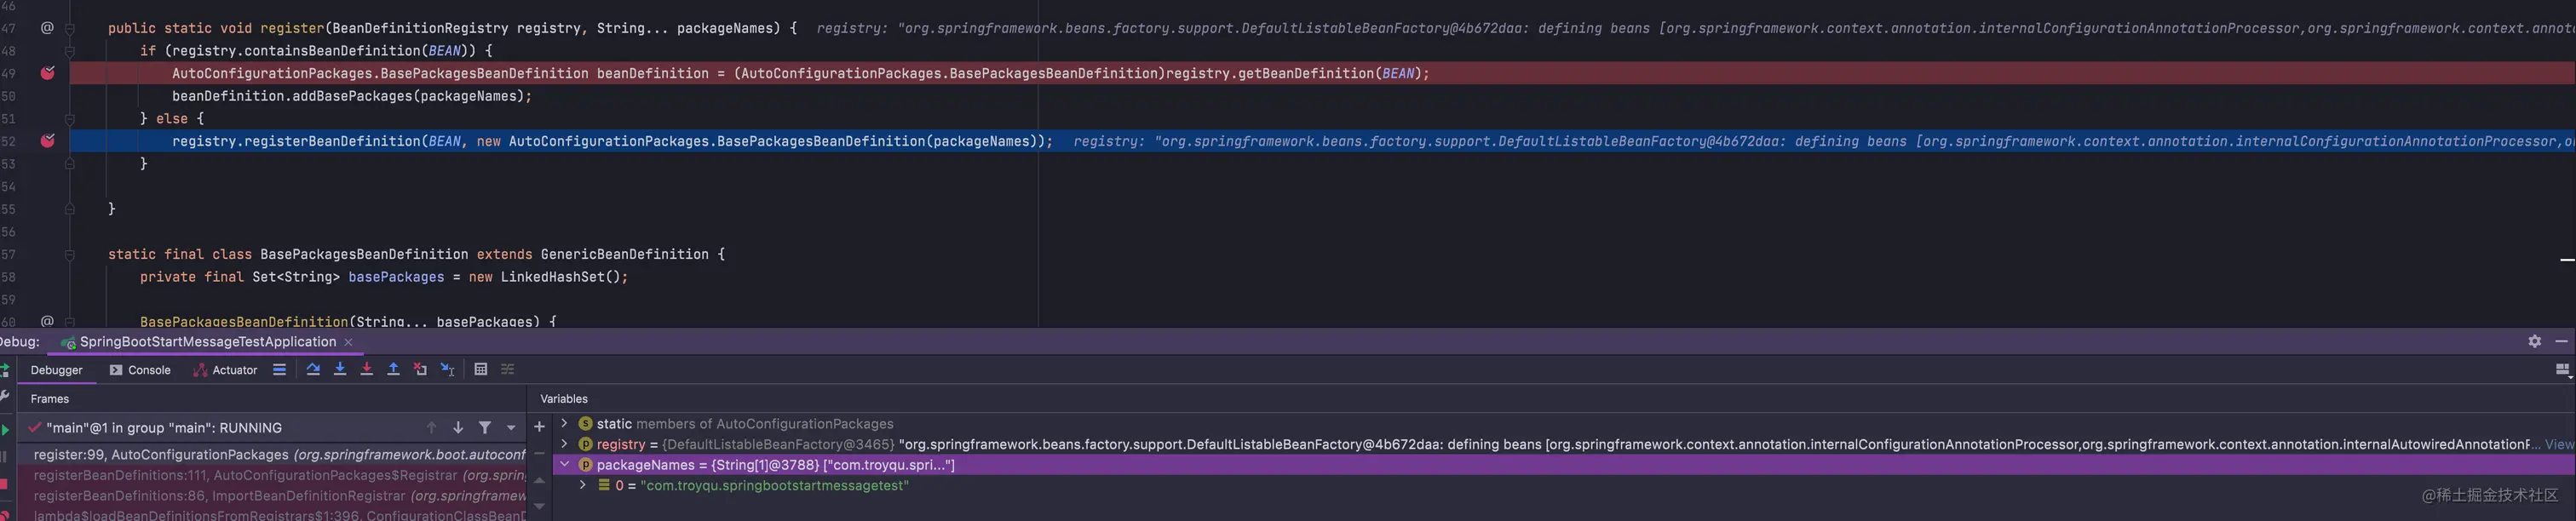 46
47 @ public static void register(BeanDefinitionRegistry registry, String... packageNames) { registry: "org.springframework.beans.factory.support.DefaultListableBeanFactory@4b672daa: defining beans [org.springframework.context.annotation.internalConfigurationAnnotationProcessor,org.springframework.context.annot
48 if (registry.containsBeanDefinition(BEAN)) {
49 AutoConfigurationPackages.BasePackagesBeanDefinition beanDefinition = (AutoConfigurationPackages.BasePackagesBeanDefinition)registry.getBeanDefinition(BEAN);
50 beanDefinition.addBasePackages(packageNames);
51 } else {
52 registry.registerBeanDefinition(BEAN, new AutoConfigurationPackages.BasePackagesBeanDefinition(packageNames)); registry: "org.springframework.beans.factory.support.DefaultListableBeanFactory@4b672daa: defining beans [org.springframework.context.annotation.internalConfigurationAnnotationProcessor,or
53 }
54
55 }
56
57 static final class BasePackagesBeanDefinition extends GenericBeanDefinition {
58 private final Set<String> basePackages = new LinkedHashSet();
59
60 @ BasePackagesBeanDefinition(String... basePackages) {
Debug: SpringBootStartMessageTestApplication
Debugger Console Actuator
Frames Variables
"main"@1 in group "main": RUNNING
static members of AutoConfigurationPackages
registry = {DefaultListableBeanFactory@3465} "org.springframework.beans.factory.support.DefaultListableBeanFactory@4b672daa: defining beans [org.springframework.context.annotation.internalConfigurationAnnotationProcessor,org.springframework.context.annotation.internalAutowiredAnnotationP... View
register:99, AutoConfigurationPackages (org.springframework.boot.autoconf
packageNames = {String[1]@3788} ["com.troyqu.spri..."]
registerBeanDefinitions:111, AutoConfigurationPackages$Registrar (org.spring
0 = "com.troyqu.springbootstartmessagetest"
registerBeanDefinitions:86, ImportBeanDefinitionRegistrar (org.springframew
lambda$loadBeanDefinitionsFromRegistrars$1:396, ConfigurationClassBeanD
@稀土掘金技术社区